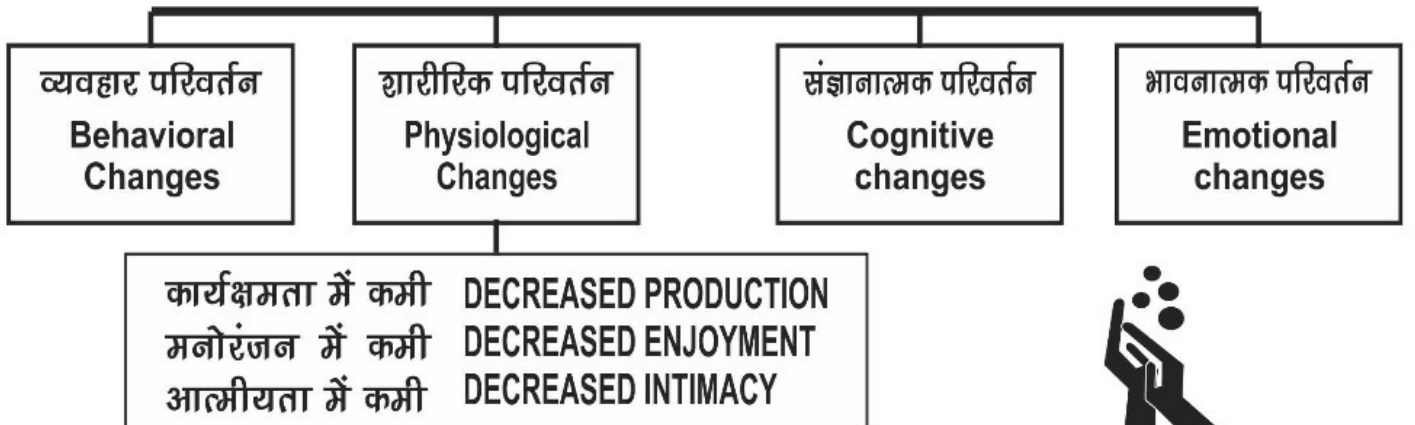 व्यवहार परिवर्तन
Behavioral
Changes
शारीरिक परिवर्तन
Physiological
Changes
संज्ञानात्मक परिवर्तन
Cognitive
changes
भावनात्मक परिवर्तन
Emotional
changes
कार्यक्षमता में कमी DECREASED PRODUCTION
मनोरंजन में कमी DECREASED ENJOYMENT
आत्मीयता में कमी DECREASED INTIMACY